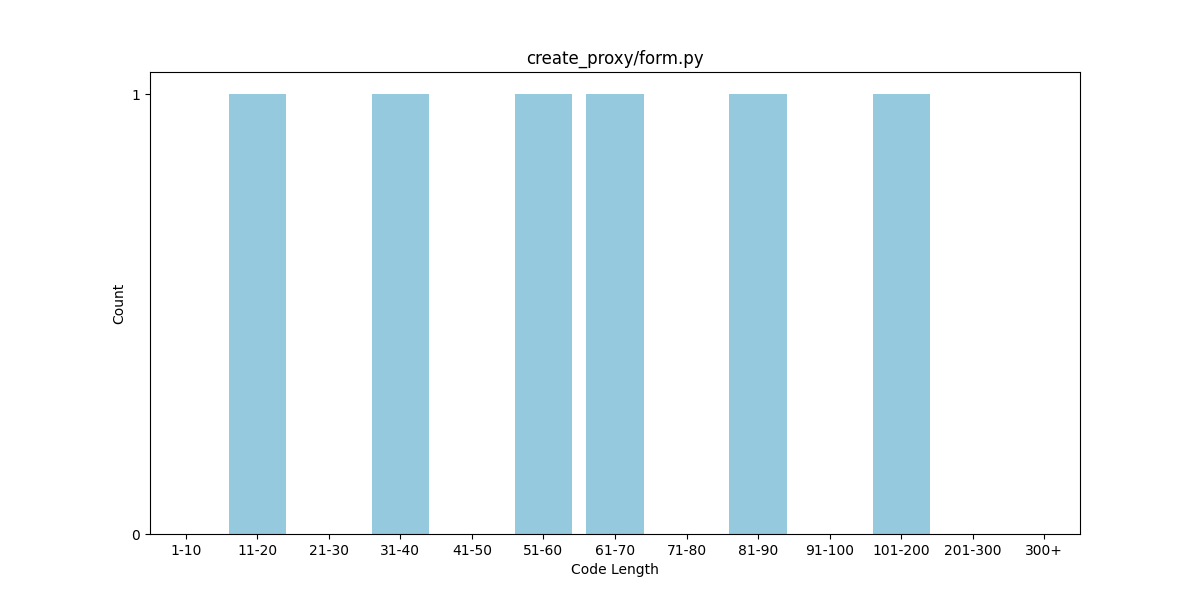 create_proxy/form.py
1
Count
0
1-10 11-20 21-30 31-40 41-50 51-60 61-70 71-80 81-90 91-100 101-200 201-300 300+
Code Length